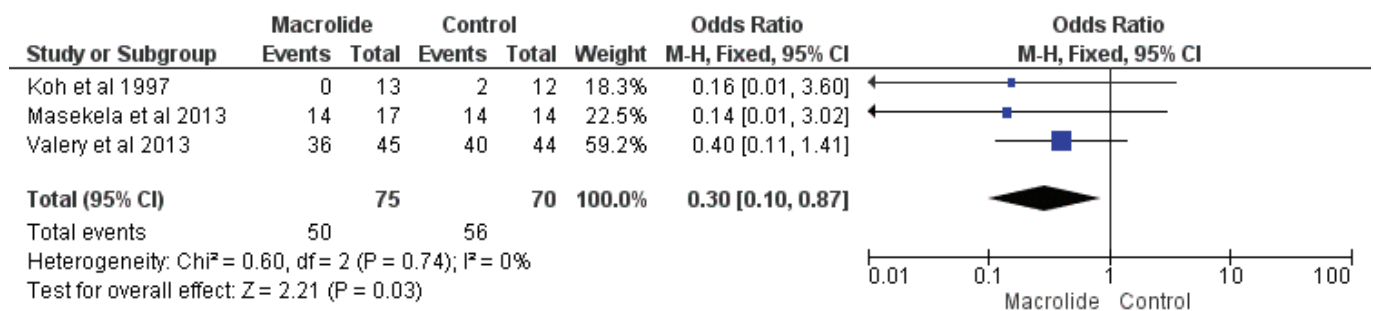 Macrolide Control Odds Ratio Odds Ratio
Study or Subgroup Events Total Events Total Weight M-H, Fixed, 95% CI M-H, Fixed, 95% CI
Koh et al 1997 0 13 2 12 18.3% 0.16 [0.01, 3.60]
Masekela et al 2013 14 17 14 14 22.5% 0.14 [0.01, 3.02]
Valery et al 2013 36 45 40 44 59.2% 0.40 [0.11, 1.41]
Total (95% CI) 75 70 100.0% 0.30 [0.10, 0.87]
Total events 50 56
Heterogeneity: Chi² = 0.60, df = 2 (P = 0.74); I² = 0%
Test for overall effect: Z = 2.21 (P = 0.03)
0.01 0.1 1 10 100
Macrolide Control